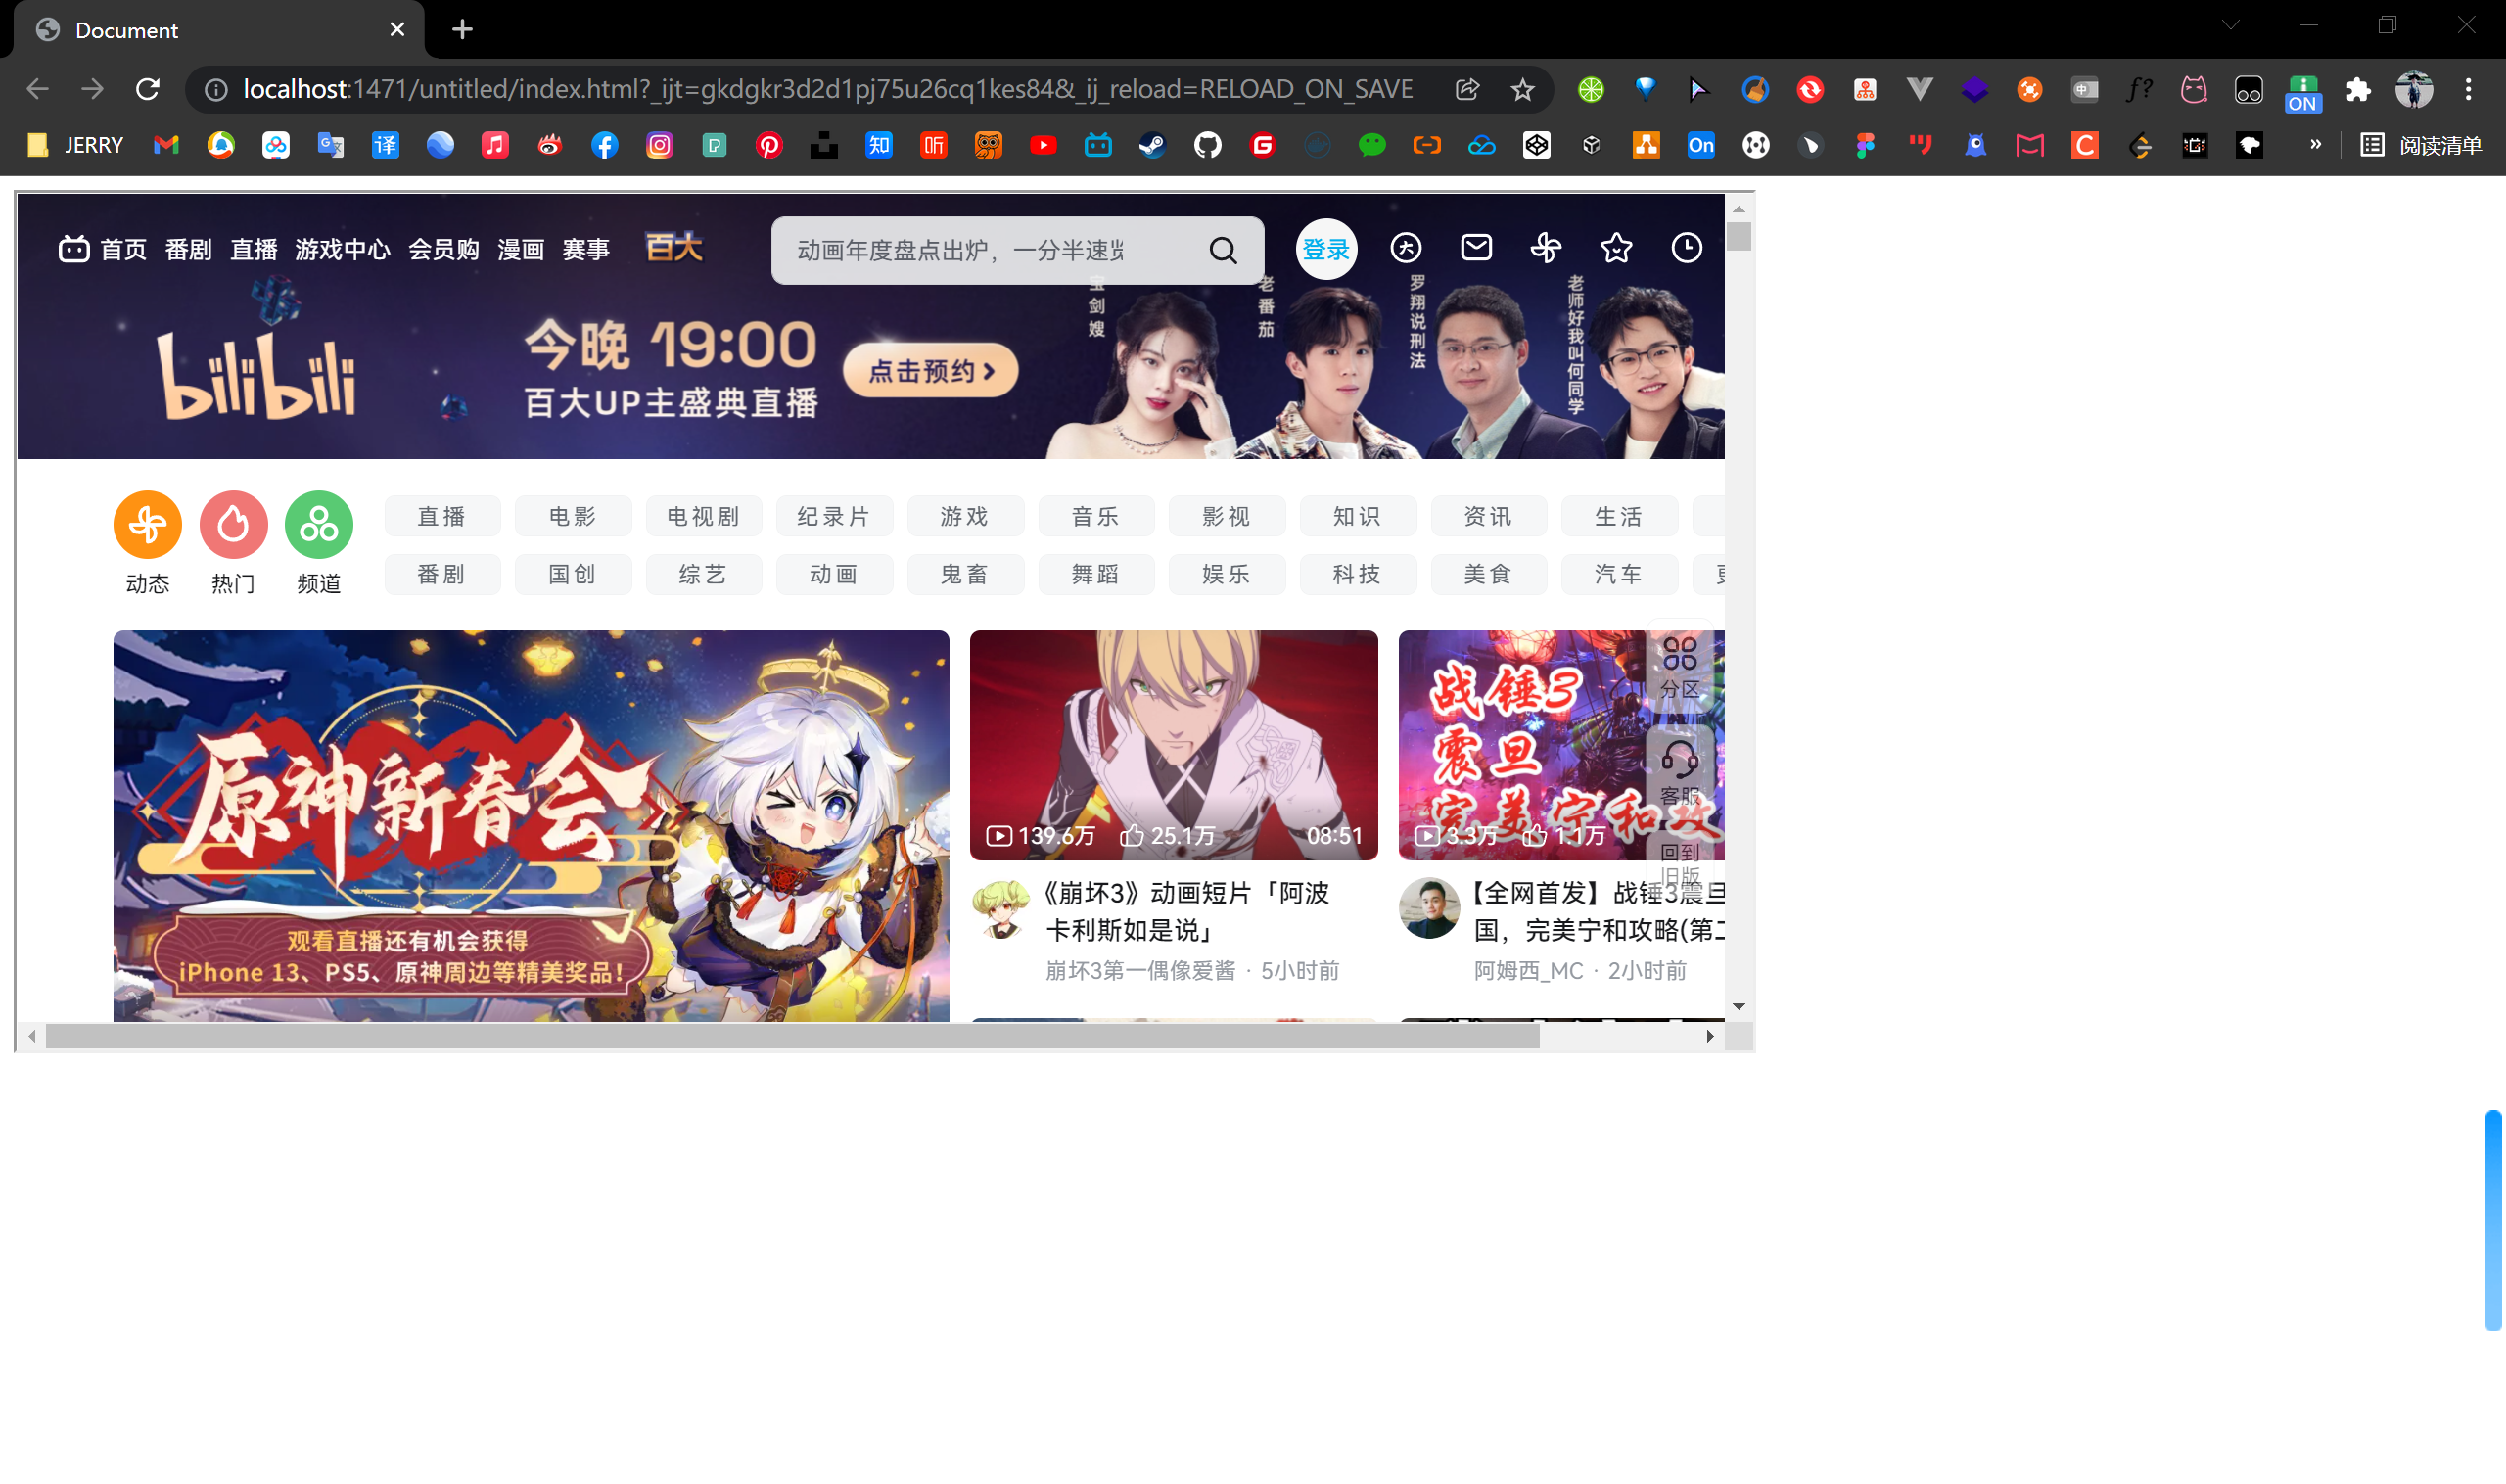 Document
localhost:1471/untitled/index.html?_ijt=gkdgkr3d2d1pj75u26cq1kes84&_ij_reload=RELOAD_ON_SAVE
ON
JERRY
译
知
听
On
阅读清单
首页 番剧 直播 游戏中心 会员购 漫画 赛事 百大
动画年度盘点出炉，一分半速览
登录
bilibili
今晚 19:00
百大UP主盛典直播
点击预约
宝剑嫂
老番茄
罗翔说刑法
老师好我叫何同学
动态 热门 频道
直播 电影 电视剧 纪录片 游戏 音乐 影视 知识 资讯 生活
番剧 国创 综艺 动画 鬼畜 舞蹈 娱乐 科技 美食 汽车
原神新春会
观看直播还有机会获得
iPhone 13、PS5、原神周边等精美奖品！
139.6万 25.1万 08:51
《崩坏3》动画短片「阿波
卡利斯如是说」
崩坏3第一偶像爱酱 · 5小时前
战锤3
震旦
完美宁和攻
3.3万 1.1万
【全网首发】战锤3震旦
国，完美宁和攻略(第二
阿姆西_MC · 2小时前
分区
客服
回到
旧版